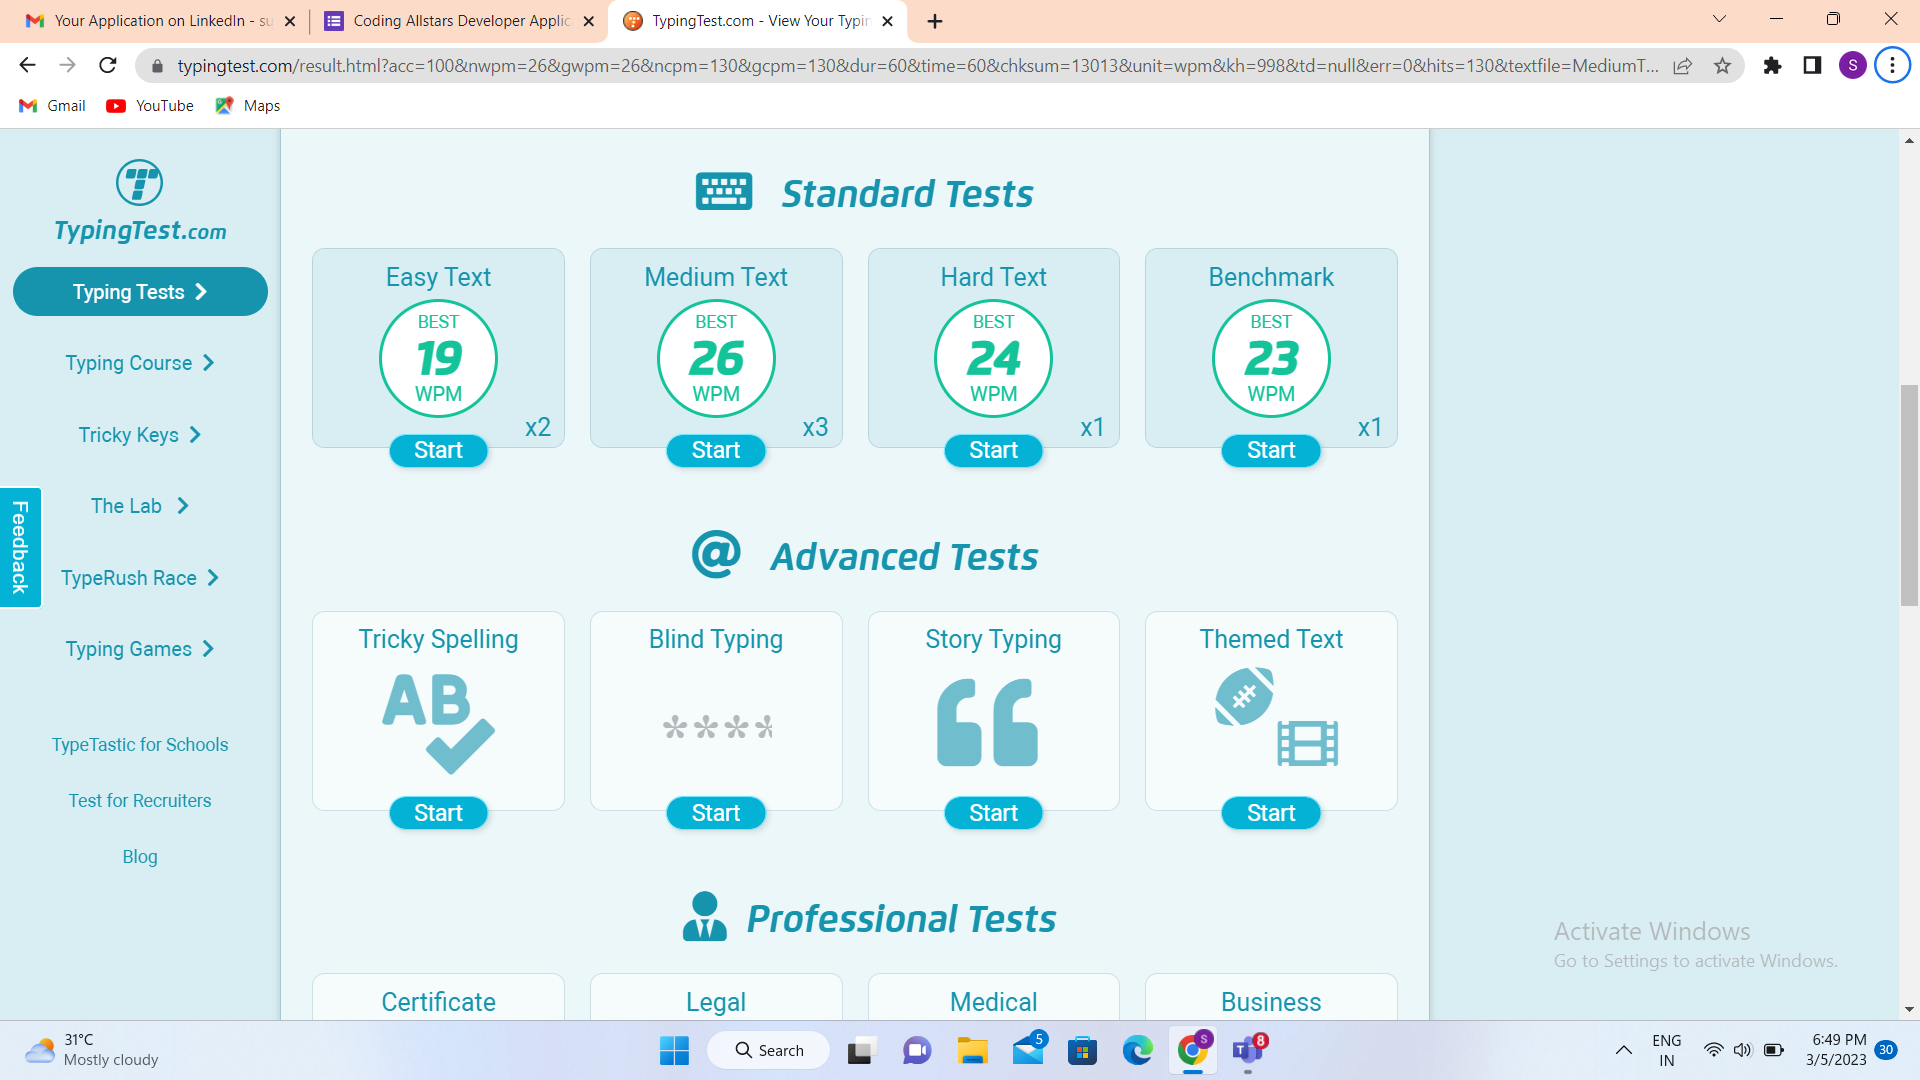 Your Application on LinkedIn - su
Coding Allstars Developer Applic
TypingTest.com - View Your Typin
typingtest.com/result.html?acc=100&nwpm=26&gwpm=26&ncpm=130&gcpm=130&dur=60&time=60&chksum=13013&unit=wpm&kh=998&td=null&err=0&hits=130&textfile=MediumT...
S
Gmail
YouTube
Maps
TypingTest.com
Typing Tests
Typing Course
Tricky Keys
The Lab
TypeRush Race
Typing Games
TypeTastic for Schools
Test for Recruiters
Blog
Feedback
Standard Tests
Easy Text
BEST
19
WPM
x2
Start
Medium Text
BEST
26
WPM
x3
Start
Hard Text
BEST
24
WPM
x1
Start
Benchmark
BEST
23
WPM
x1
Start
@ Advanced Tests
Tricky Spelling
AB
Start
Blind Typing
****
Start
Story Typing
Start
Themed Text
Start
Professional Tests
Certificate
Legal
Medical
Business
Activate Windows
Go to Settings to activate Windows.
31°C
Mostly cloudy
Search
5
S
8
ENG
IN
6:49 PM
3/5/2023
30